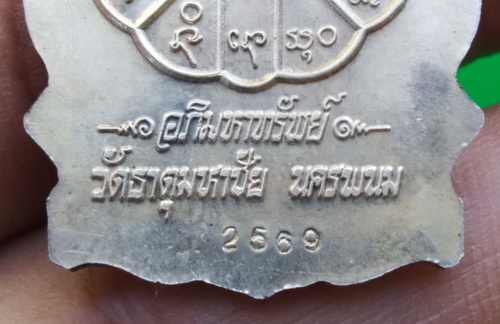 อภิมหาทรัพย์
วัดธาตุมหาชัย นครพนม
2569